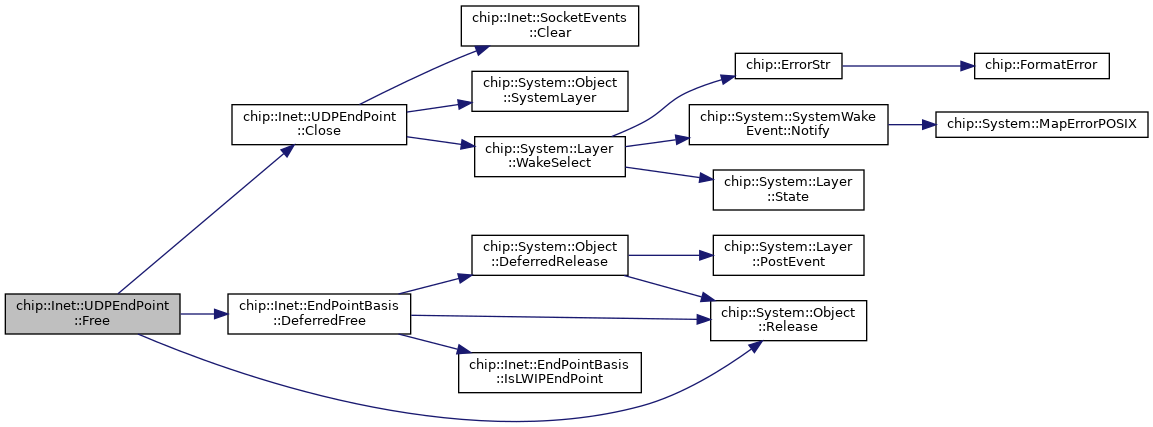 chip::Inet::SocketEvents
::Clear
chip::ErrorStr
chip::FormatError
chip::System::Object
::SystemLayer
chip::Inet::UDPEndPoint
::Close
chip::System::SystemWake
Event::Notify
chip::System::MapErrorPOSIX
chip::System::Layer
::WakeSelect
chip::System::Layer
::State
chip::System::Object
::DeferredRelease
chip::System::Layer
::PostEvent
chip::Inet::UDPEndPoint
::Free
chip::Inet::EndPointBasis
::DeferredFree
chip::System::Object
::Release
chip::Inet::EndPointBasis
::IsLWIPEndPoint